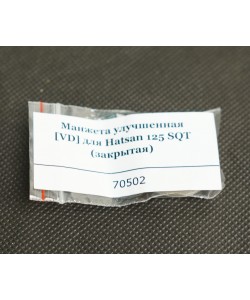 Манжета улучшенная
[VD] для Hatsan 125 SQT
(закрытая)
70502